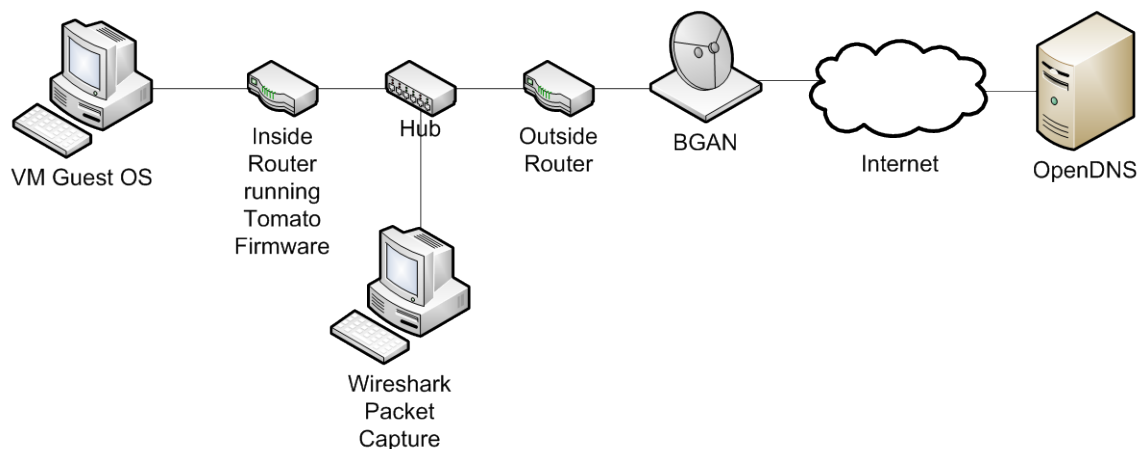 VM Guest OS
Inside
Router
running
Tomato
Firmware
Hub
Outside
Router
BGAN
Internet
OpenDNS
Wireshark
Packet
Capture